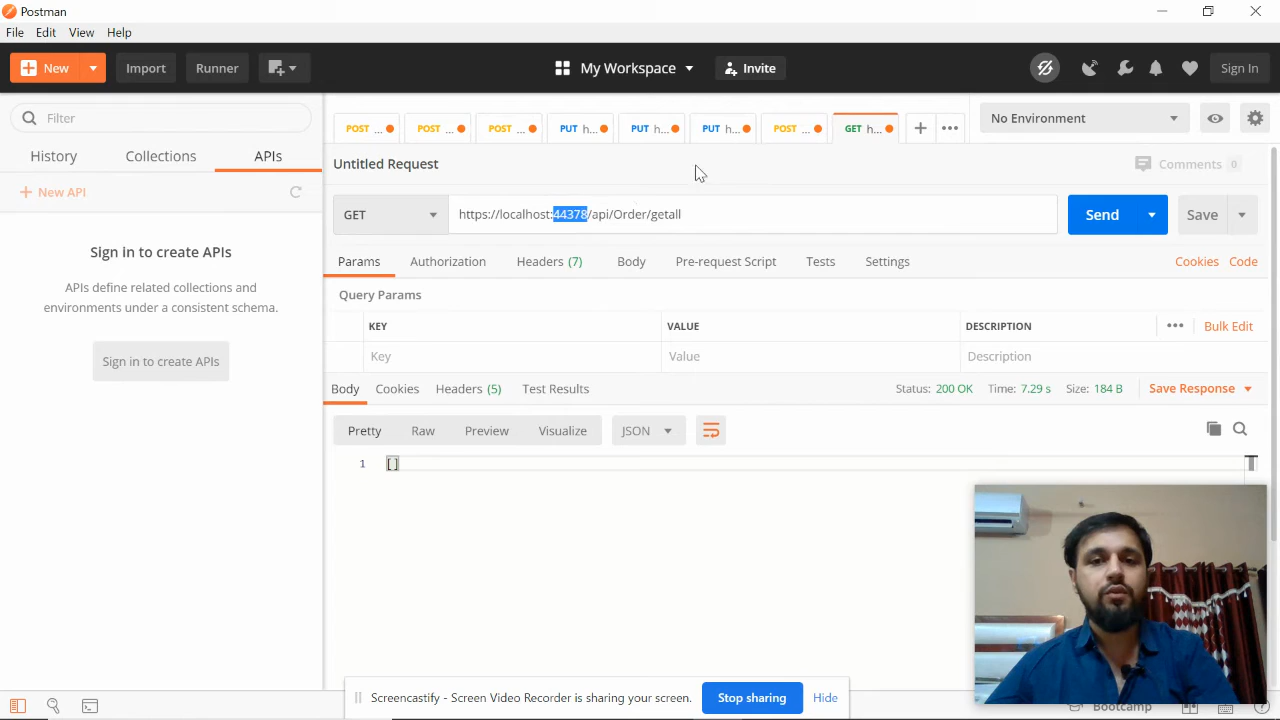 Postman
File Edit View Help
New Import Runner My Workspace Invite Sign In
Filter
History Collections APIs
New API
Sign in to create APIs
APIs define related collections and
environments under a consistent schema.
Sign in to create APIs
POST ... POST ... POST ... PUT h... PUT h... PUT h... POST ... GET h... No Environment
Untitled Request Comments 0
GET https://localhost:44378/api/Order/getall Send Save
Params Authorization Headers (7) Body Pre-request Script Tests Settings Cookies Code
Query Params
KEY VALUE DESCRIPTION Bulk Edit
Key Value Description
Body Cookies Headers (5) Test Results Status: 200 OK Time: 7.29 s Size: 184 B Save Response
Pretty Raw Preview Visualize JSON
1 []
Screencastify - Screen Video Recorder is sharing your screen. Stop sharing Hide
Bootcamp